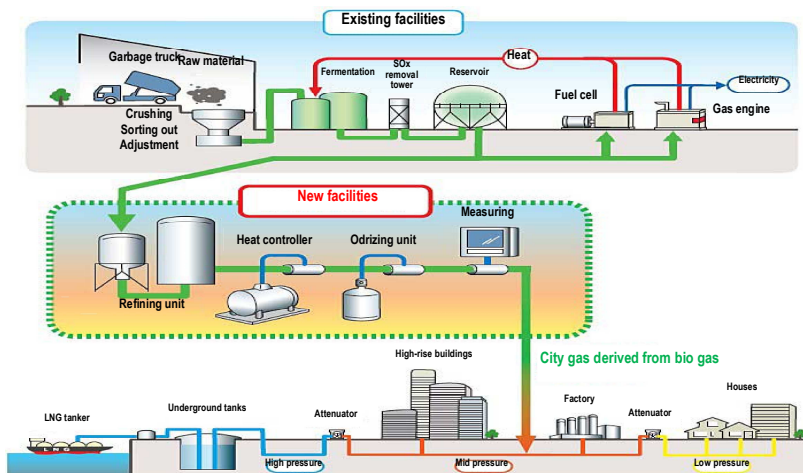 Existing facilities
Garbage truck
Raw material
Crushing
Sorting out
Adjustment
Fermentation
SOx
removal
tower
Reservoir
Heat
Fuel cell
Electricity
Gas engine
New facilities
Refining unit
Heat controller
Odrizing unit
Measuring
City gas derived from bio gas
LNG tanker
L N G
Underground tanks
High pressure
Attenuator
High-rise buildings
Mid pressure
Factory
Attenuator
Houses
Low pressure